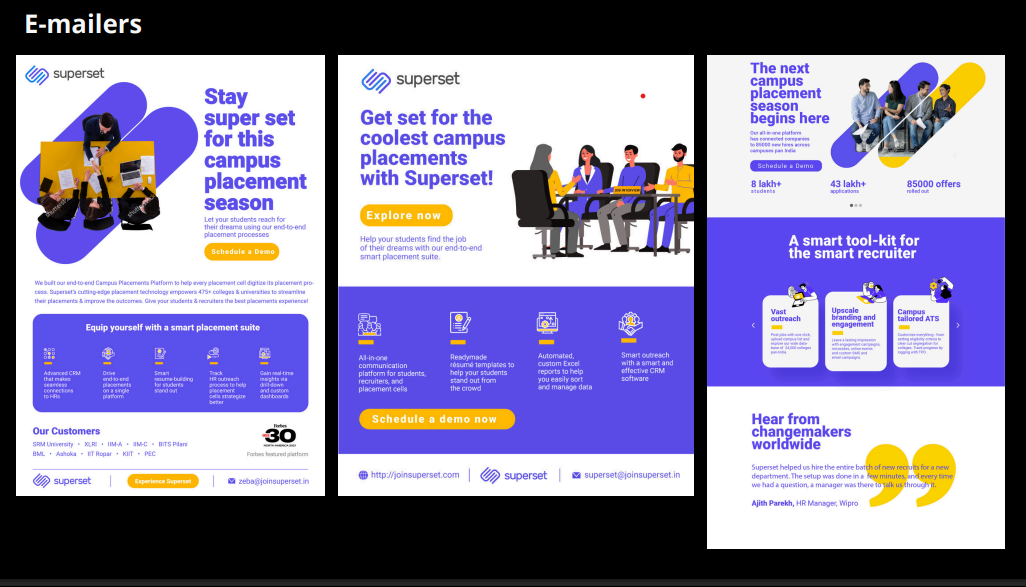 E-mailers
superset
Stay
super set
for this
campus
placement
season
Let your students reach for
their dreams using our end-to-end
placement processes
Schedule a Demo
We built our end-to-end Campus Placements Platform to help every placement cell digitize its placement pro-
cess. Superset's cutting-edge placement technology empowers 475+ colleges & universities to streamline
their placements & improve the outcomes. Give your students & recruiters the best placements experience!
Equip yourself with a smart placement suite
Advanced CRM
that makes
seamless
connections
to HRs
Drive
end-to-end
placements
on a single
platform
Smart
resume-building
for students
stand out
Track
HR outreach
process to help
placement
cells strategize
better
Gain real-time
insights via
drill-down
and custom
dashboards
Our Customers
SRM University • XLRI • IIM-A • IIM-C • BITS Pilani
BML • Ashoka • IIT Ropar • KIIT • PEC
Forbes
30
Forbes featured platform
superset
Experience Superset
zeba@joinsuperset.in
superset
Get set for the
coolest campus
placements
with Superset!
Explore now
Help your students find the job
of their dreams with our end-to-end
smart placement suite.
JOB INTERVIEW
All-in-one
communication
platform for students,
recruiters, and
placement cells
Readymade
résumé templates to
help your students
stand out from
the crowd
Automated,
custom Excel
reports to help
you easily sort
and manage data
Smart outreach
with a smart and
effective CRM
software
Schedule a demo now
http://joinsuperset.com
superset
superset@joinsuperset.in
The next
campus
placement
season
begins here
Our all-in-one platform
has connected companies
to 85000 new hires across
campuses pan India
Schedule a Demo
8 lakh+
students
43 lakh+
applications
85000 offers
rolled out
A smart tool-kit for
the smart recruiter
Vast
outreach
Upscale
branding and
engagement
Campus
tailored ATS
Hear from
changemakers
worldwide
Superset helped us hire the entire batch of new recruits for a new
department. The setup was done in a few minutes, and every time
we had a question, a manager was there to talk us through it.
Ajith Parekh, HR Manager, Wipro